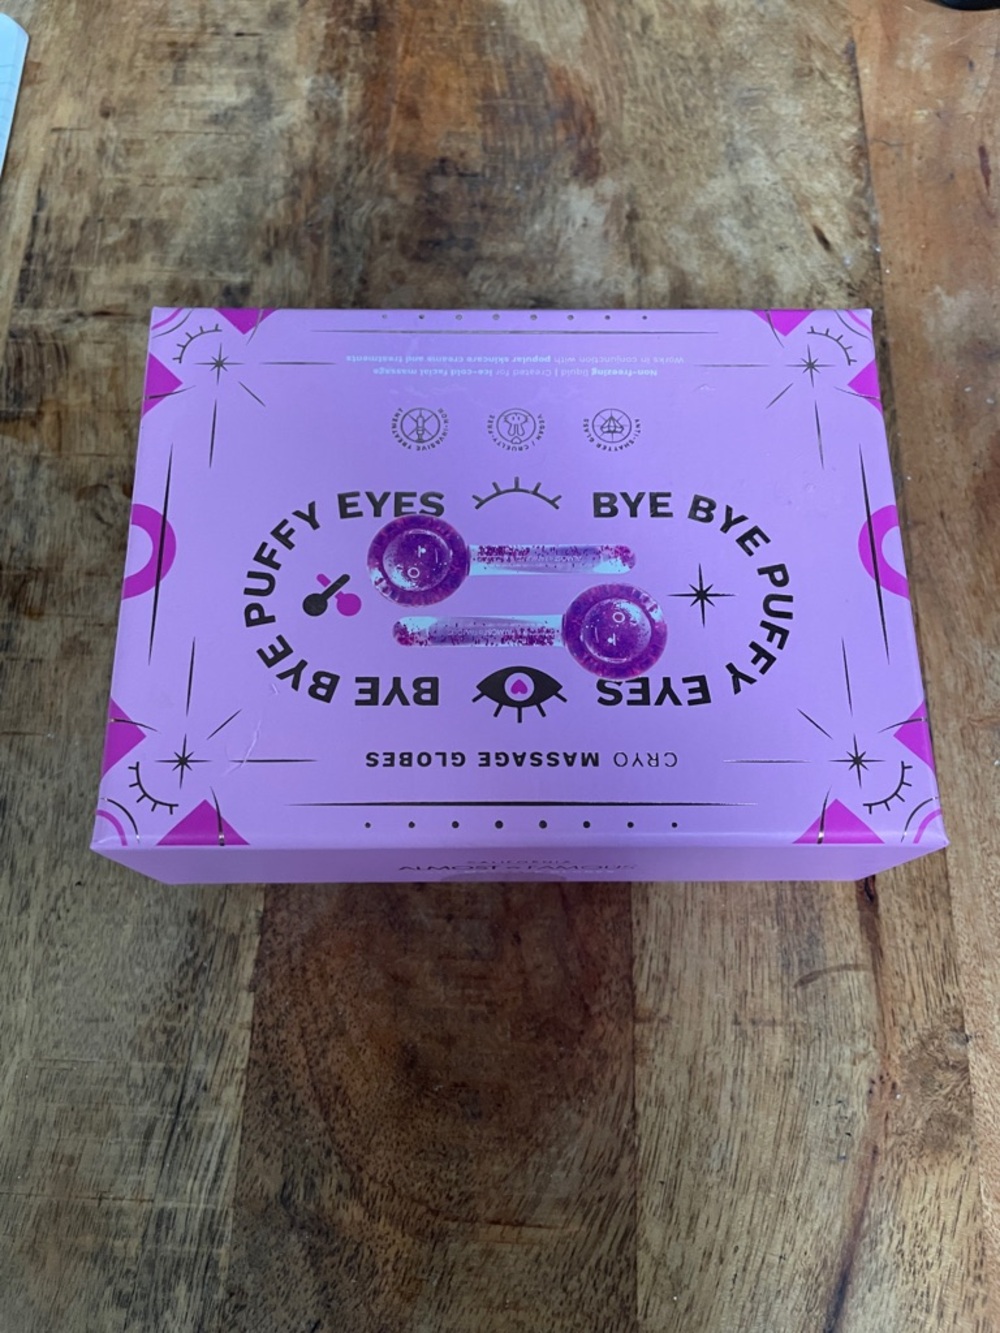 CRYO MASSAGE GLOBES
BYE BYE PUFFY EYES
BYE BYE PUFFY EYES
ANTI-SHATTER GLASS
VEGAN / CRUELTY-FREE
NON-INVASIVE TREATMENT
Non-freezing liquid | Created for ice-cold facial massage
Works in conjunction with popular skincare creams and treatments
CALIFORNIA
ALMOST FAMOUS